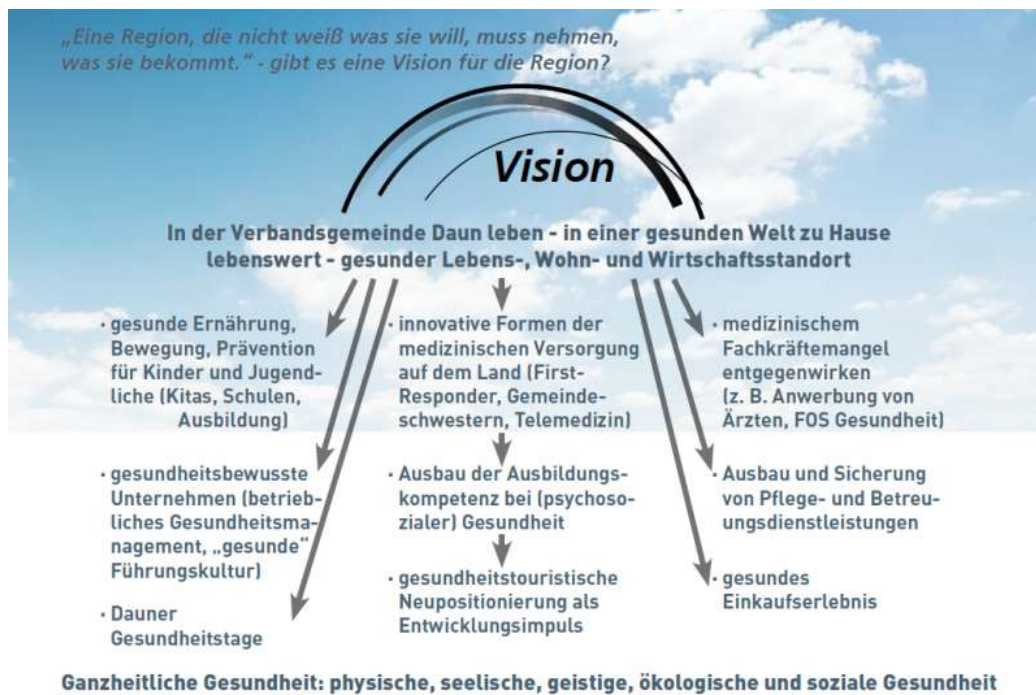 „Eine Region, die nicht weiß was sie will, muss nehmen,
was sie bekommt.“ - gibt es eine Vision für die Region?
Vision
In der Verbandsgemeinde Daun leben - in einer gesunden Welt zu Hause
lebenswert - gesunder Lebens-, Wohn- und Wirtschaftsstandort
· gesunde Ernährung,
Bewegung, Prävention
für Kinder und Jugend-
liche (Kitas, Schulen,
Ausbildung)
· gesundheitsbewusste
Unternehmen (betrieb-
liches Gesundheitsma-
nagement, „gesunde“
Führungskultur)
· Dauner
Gesundheitstage
· innovative Formen der
medizinischen Versorgung
auf dem Land (First-
Responder, Gemeinde-
schwestern, Telemedizin)
· Ausbau der Ausbildungs-
kompetenz bei (psychoso-
zialer) Gesundheit
· gesundheitstouristische
Neupositionierung als
Entwicklungsimpuls
· medizinischem
Fachkräftemangel
entgegenwirken
(z. B. Anwerbung von
Ärzten, FOS Gesundheit)
· Ausbau und Sicherung
von Pflege- und Betreu-
ungsdienstleistungen
· gesundes
Einkaufserlebnis
Ganzheitliche Gesundheit: physische, seelische, geistige, ökologische und soziale Gesundheit